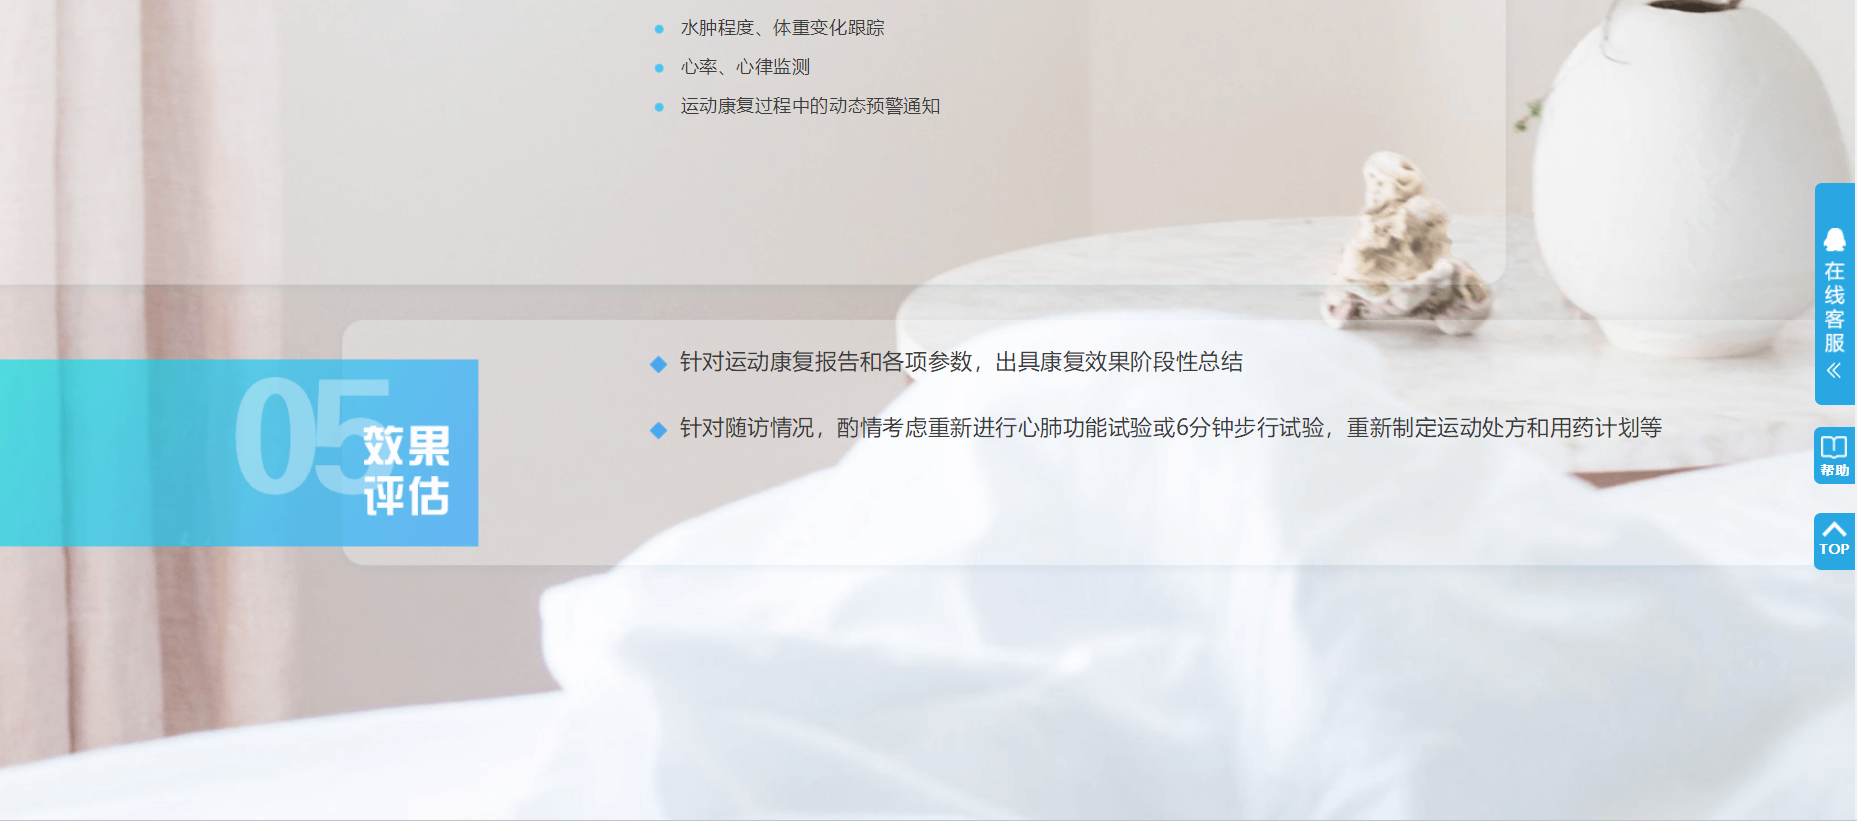 水肿程度、体重变化跟踪
心率、心律监测
运动康复过程中的动态预警通知
05
效果
评估
针对运动康复报告和各项参数，出具康复效果阶段性总结
针对随访情况，酌情考虑重新进行心肺功能试验或6分钟步行试验，重新制定运动处方和用药计划等
在线客服
帮助
TOP